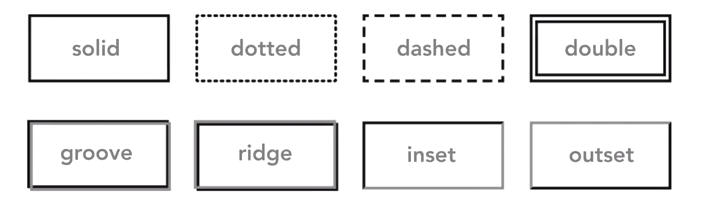 solid dotted dashed double
groove ridge inset outset